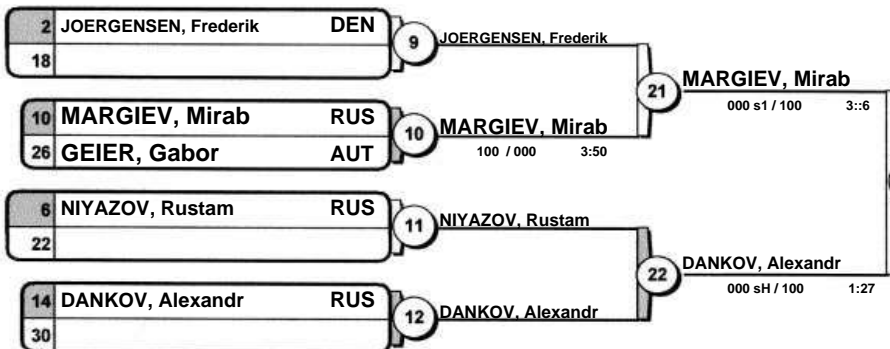 2 JOERGENSEN, Frederik DEN
18
9
JOERGENSEN, Frederik
10 MARGIEV, Mirab RUS
26 GEIER, Gabor AUT
10
MARGIEV, Mirab
100 / 000 3:50
21
MARGIEV, Mirab
000 s1 / 100 3::6
6 NIYAZOV, Rustam RUS
22
11
NIYAZOV, Rustam
14 DANKOV, Alexandr RUS
30
12
DANKOV, Alexandr
22
DANKOV, Alexandr
000 sH / 100 1:27